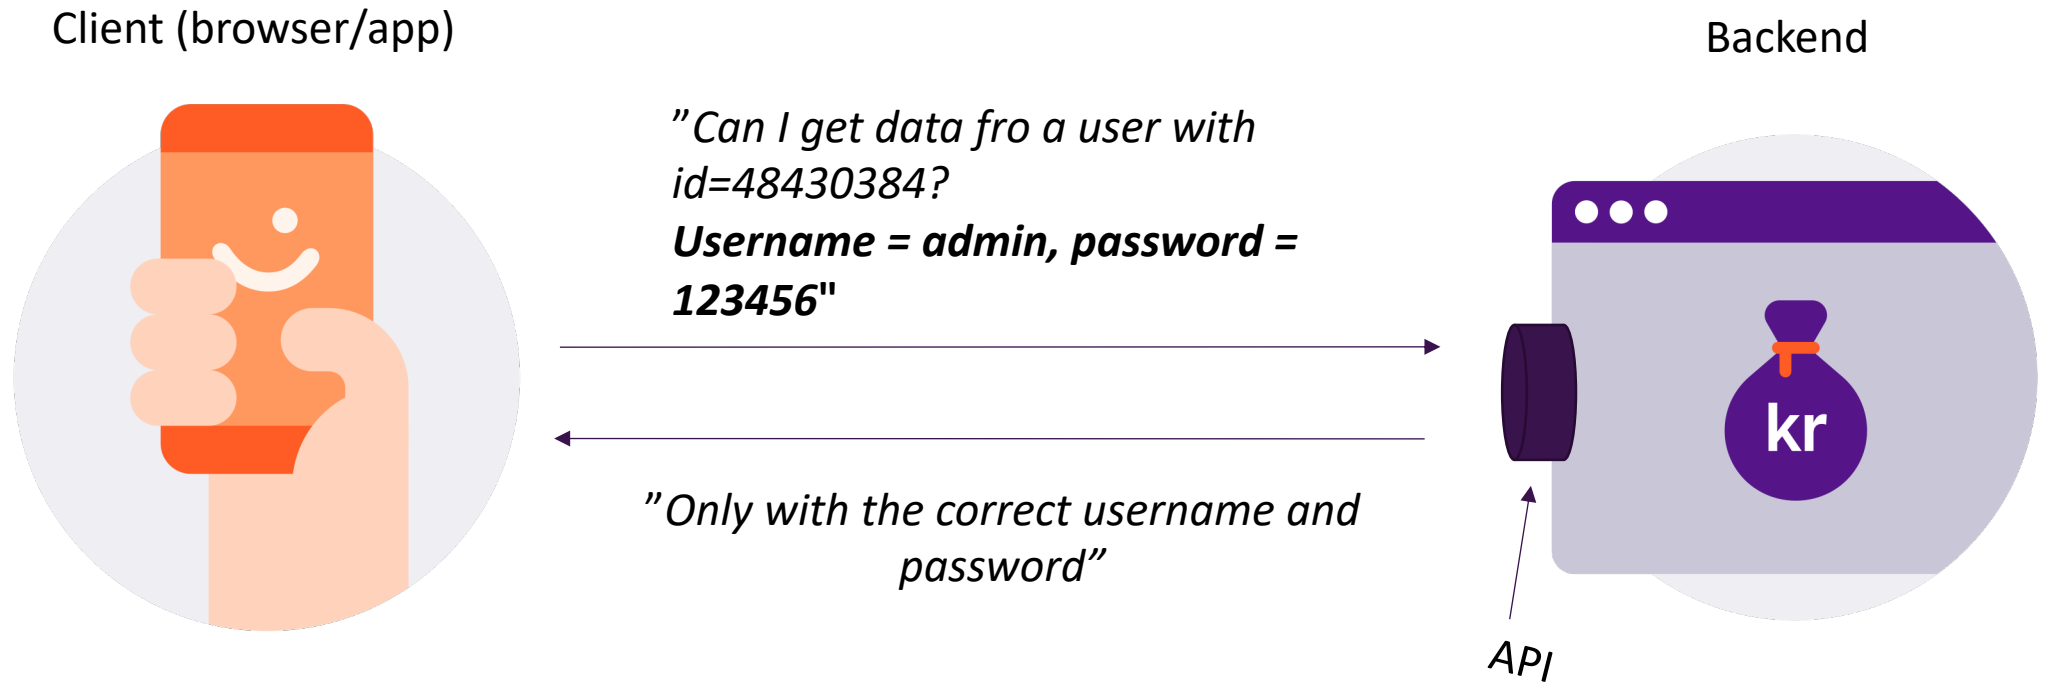 Client (browser/app)
Backend
”Can I get data fro a user with
id=48430384?
Username = admin, password =
123456"
kr
”Only with the correct username and
password”
API